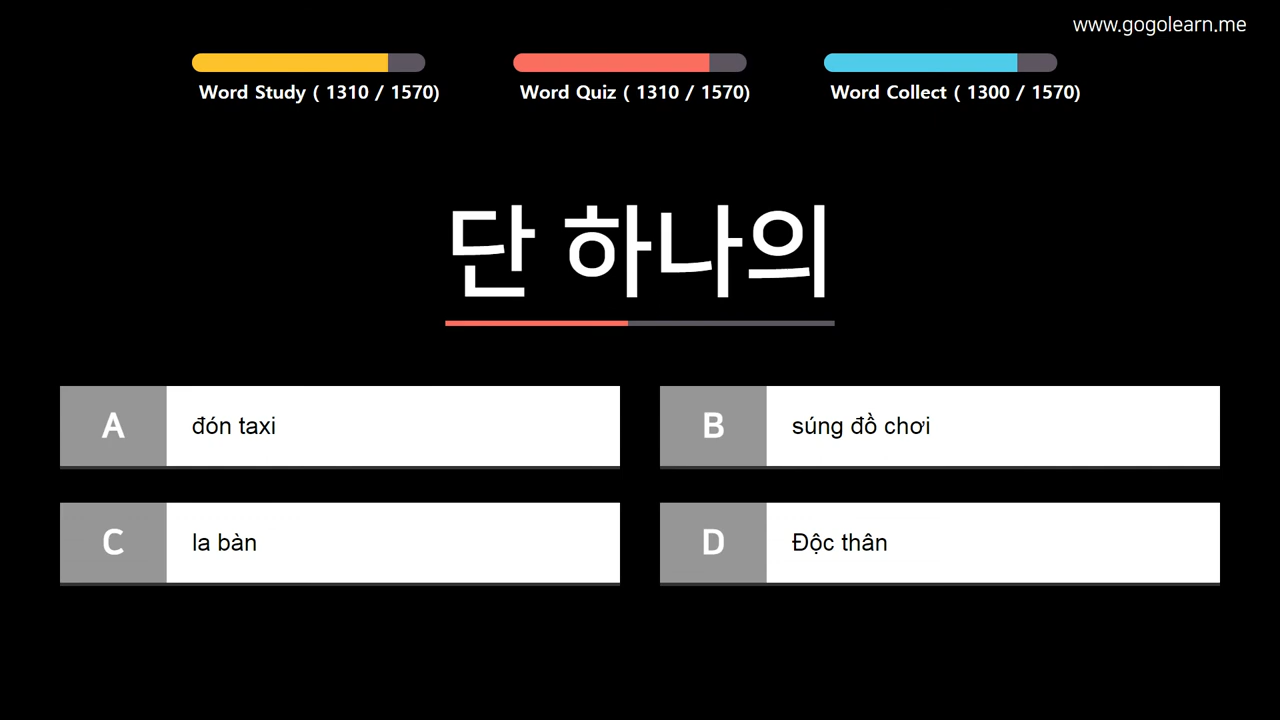 www.gogolearn.me
Word Study ( 1310 / 1570)
Word Quiz ( 1310 / 1570)
Word Collect ( 1300 / 1570)
단 하나의
A
đón taxi
B
súng đồ chơi
C
la bàn
D
Độc thân